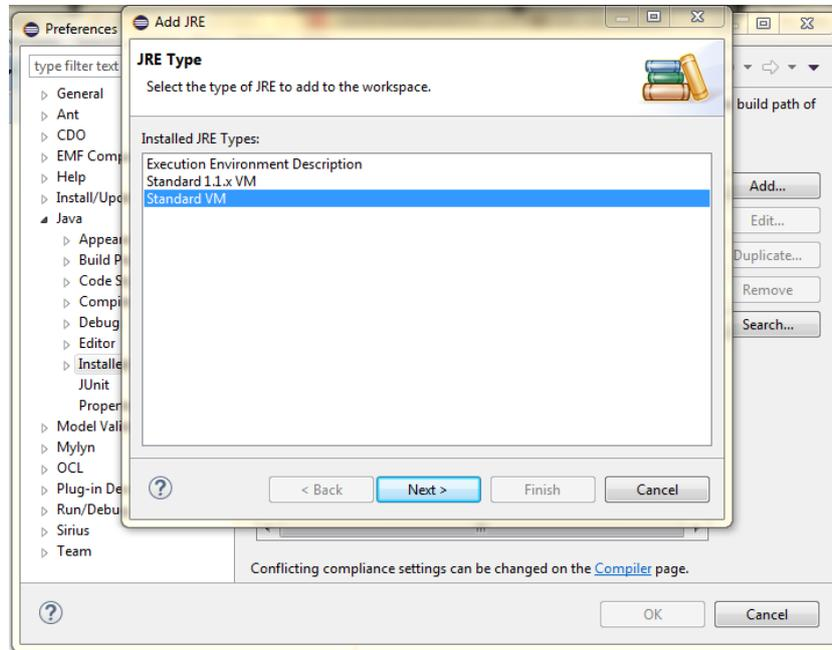 Preferences
type filter text
General
Ant
CDO
EMF Comp
Help
Install/Upd
Java
Appear
Build P
Code S
Compi
Debug
Editor
Installe
JUnit
Proper
Model Vali
Mylyn
OCL
Plug-in De
Run/Debu
Sirius
Team
Add JRE
JRE Type
Select the type of JRE to add to the workspace.
Installed JRE Types:
Execution Environment Description
Standard 1.1.x VM
Standard VM
< Back
Next >
Finish
Cancel
build path of
Add...
Edit...
Duplicate...
Remove
Search...
Conflicting compliance settings can be changed on the Compiler page.
OK
Cancel